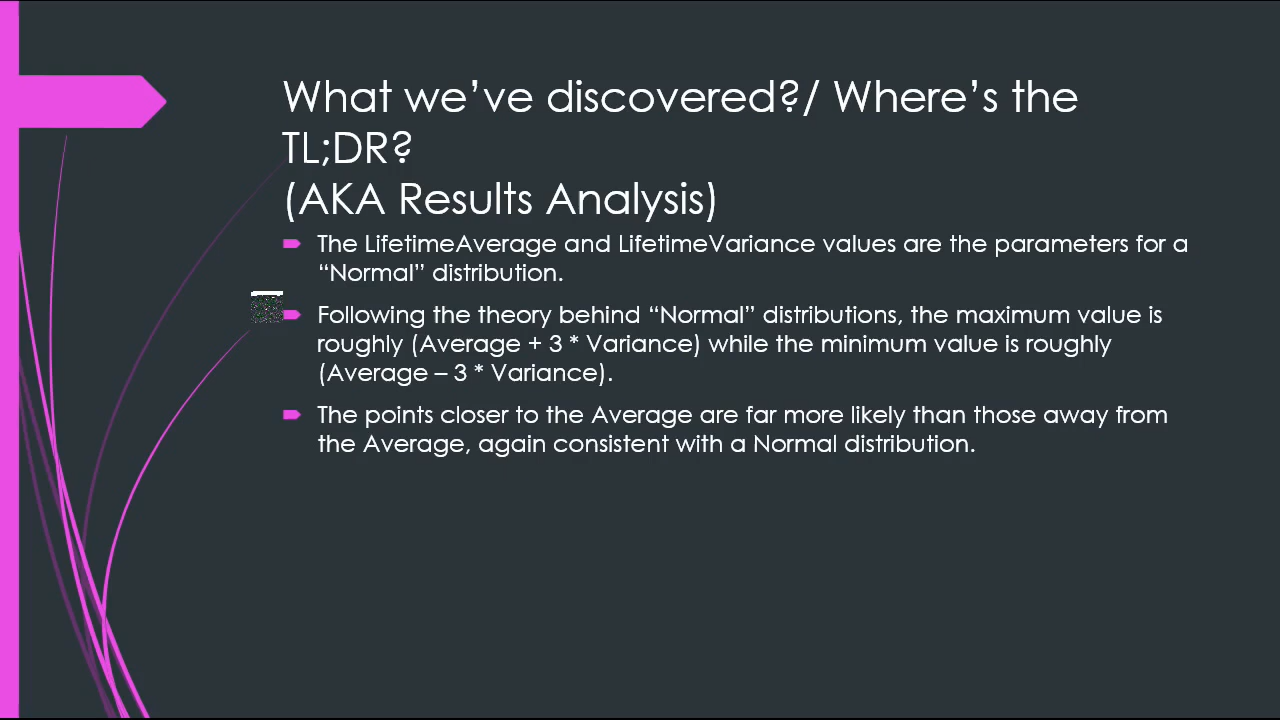 What we’ve discovered?/ Where’s the
TL;DR?
(AKA Results Analysis)
The LifetimeAverage and LifetimeVariance values are the parameters for a
“Normal” distribution.
Following the theory behind “Normal” distributions, the maximum value is
roughly (Average + 3 * Variance) while the minimum value is roughly
(Average – 3 * Variance).
The points closer to the Average are far more likely than those away from
the Average, again consistent with a Normal distribution.